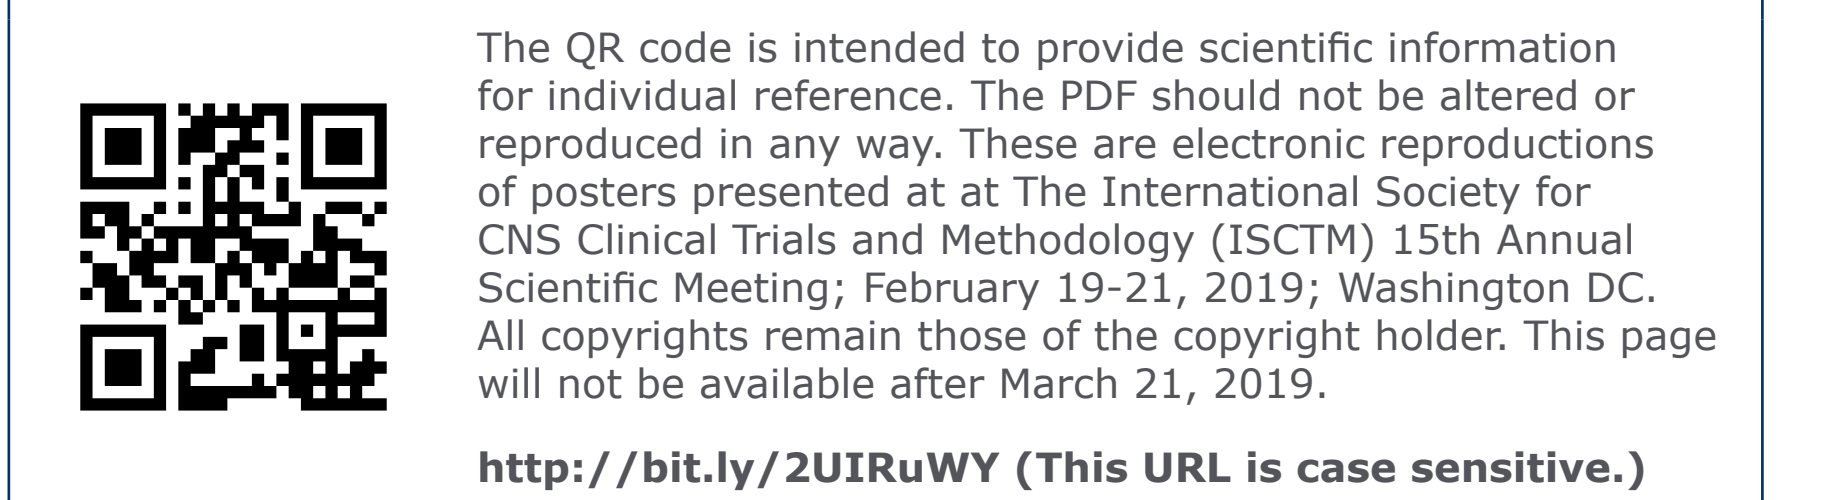 The QR code is intended to provide scientific information
for individual reference. The PDF should not be altered or
reproduced in any way. These are electronic reproductions
of posters presented at at The International Society for
CNS Clinical Trials and Methodology (ISCTM) 15th Annual
Scientific Meeting; February 19-21, 2019; Washington DC.
All copyrights remain those of the copyright holder. This page
will not be available after March 21, 2019.
http://bit.ly/2UIRuWY (This URL is case sensitive.)